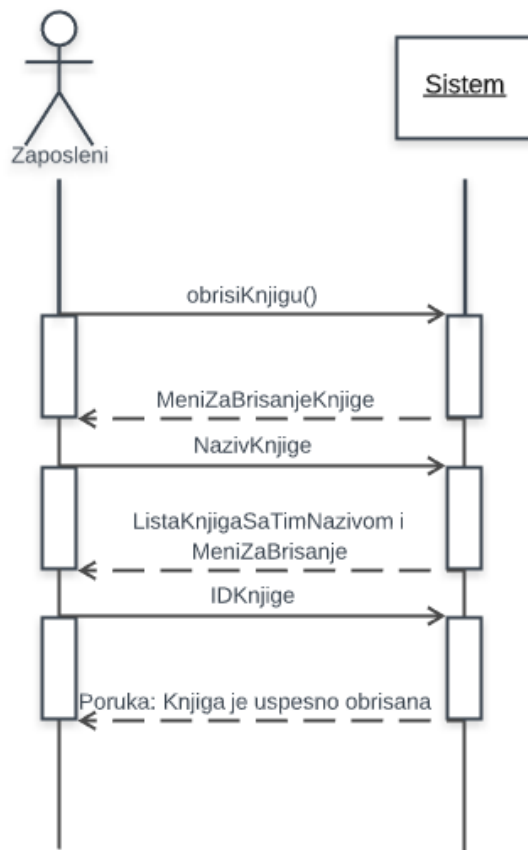 Sistem
Zaposleni
obrisiKnjigu()
MeniZaBrisanjeKnjige
NazivKnjige
ListaKnjigaSaTimNazivom i
MeniZaBrisanje
IDKnjige
Poruka: Knjiga je uspesno obrisana